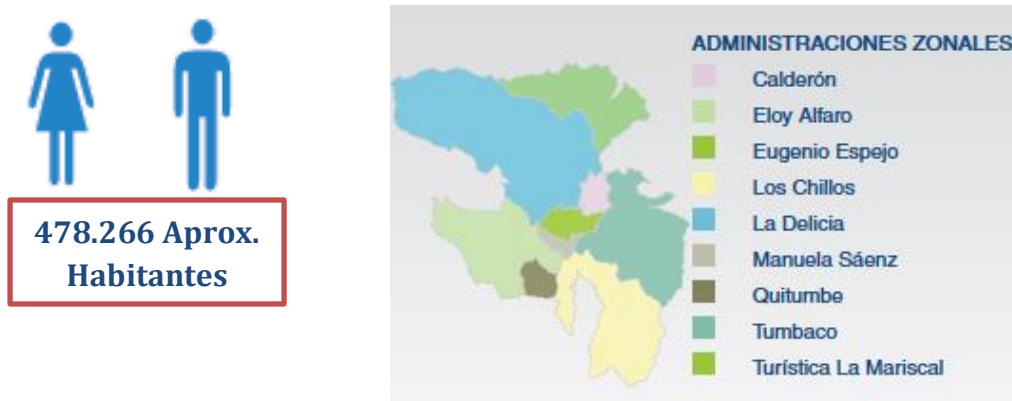 478.266 Aprox.
Habitantes
ADMINISTRACIONES ZONALES
Calderón
Eloy Alfaro
Eugenio Espejo
Los Chillos
La Delicia
Manuela Sáenz
Quitumbe
Tumbaco
Turística La Mariscal